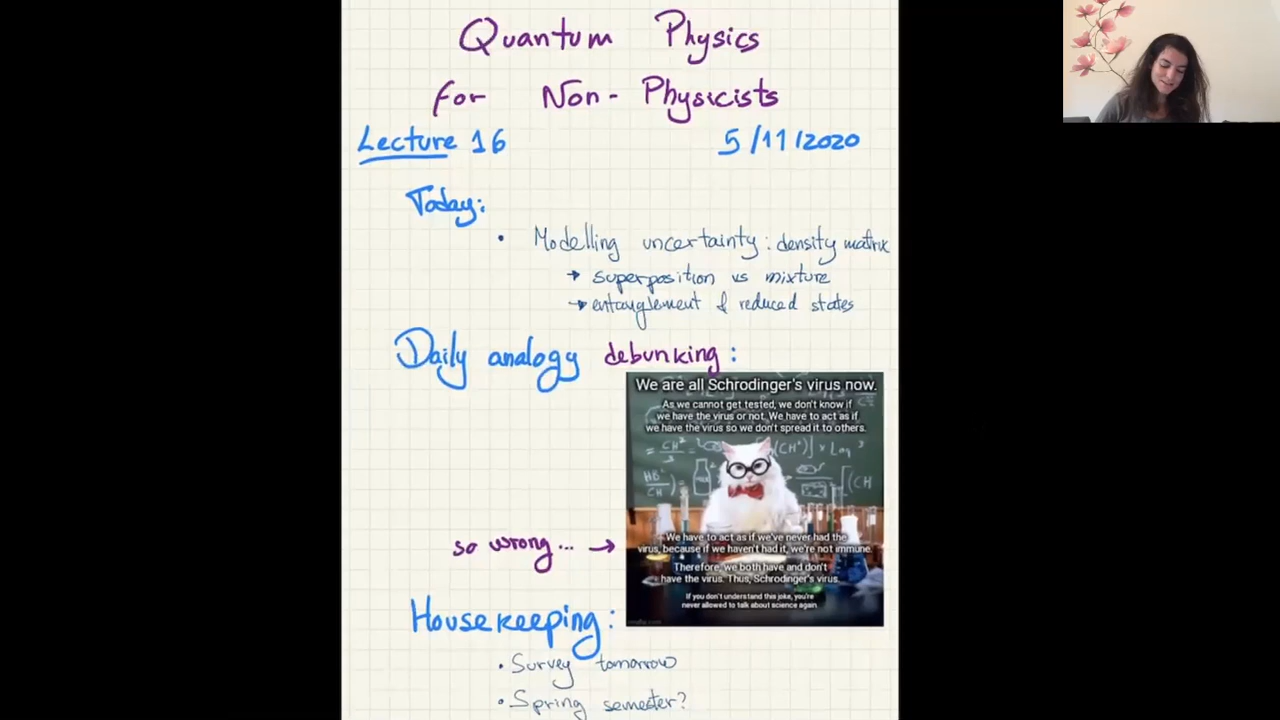 Quantum Physics
for Non-Physicists
Lecture 16 5/11/2020
Today:
• Modelling uncertainty: density matrix
→ superposition vs mixture
→ entanglement & reduced states
Daily analogy debunking:
We are all Schrodinger's virus now.
As we cannot get tested, we don't know if
we have the virus or not. We have to act as if
we have the virus so we don't spread it to others.
We have to act as if we've never had the
virus, because if we haven't had it, we're not immune.
Therefore, we both have and don't
have the virus. Thus, Schrodinger's virus.
If you don't understand this joke, you're
never allowed to talk about science again.
so wrong... →
Housekeeping:
• Survey tomorrow
• Spring semester?